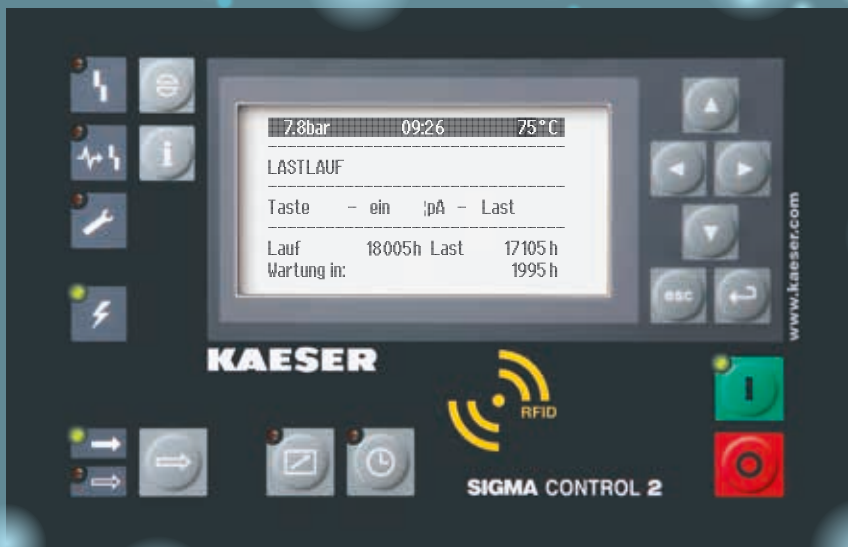 7.8bar 09:26 75°C
LASTLAUF
Taste - ein ¦pA - Last
Lauf 18005h Last 17105h
Wartung in: 1995h
i
esc
www.kaeser.com
KAESER
RFID
I
SIGMA CONTROL 2